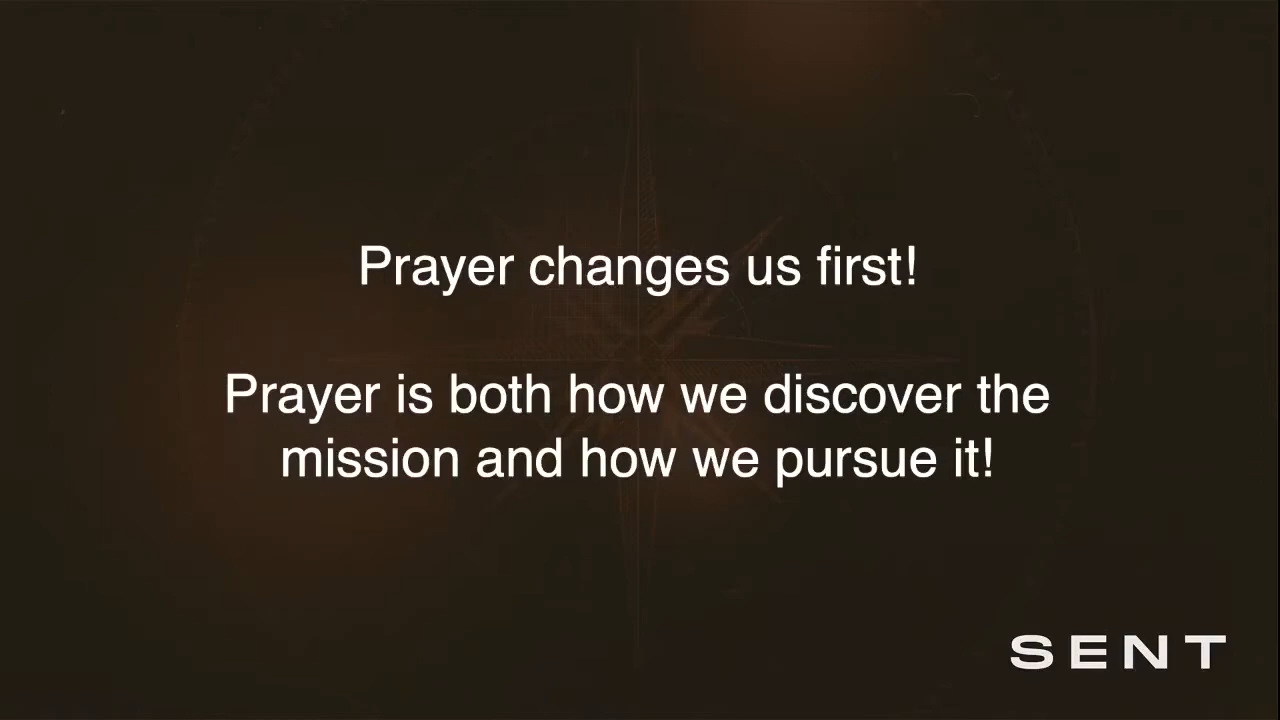 Prayer changes us first!
Prayer is both how we discover the
mission and how we pursue it!
SENT